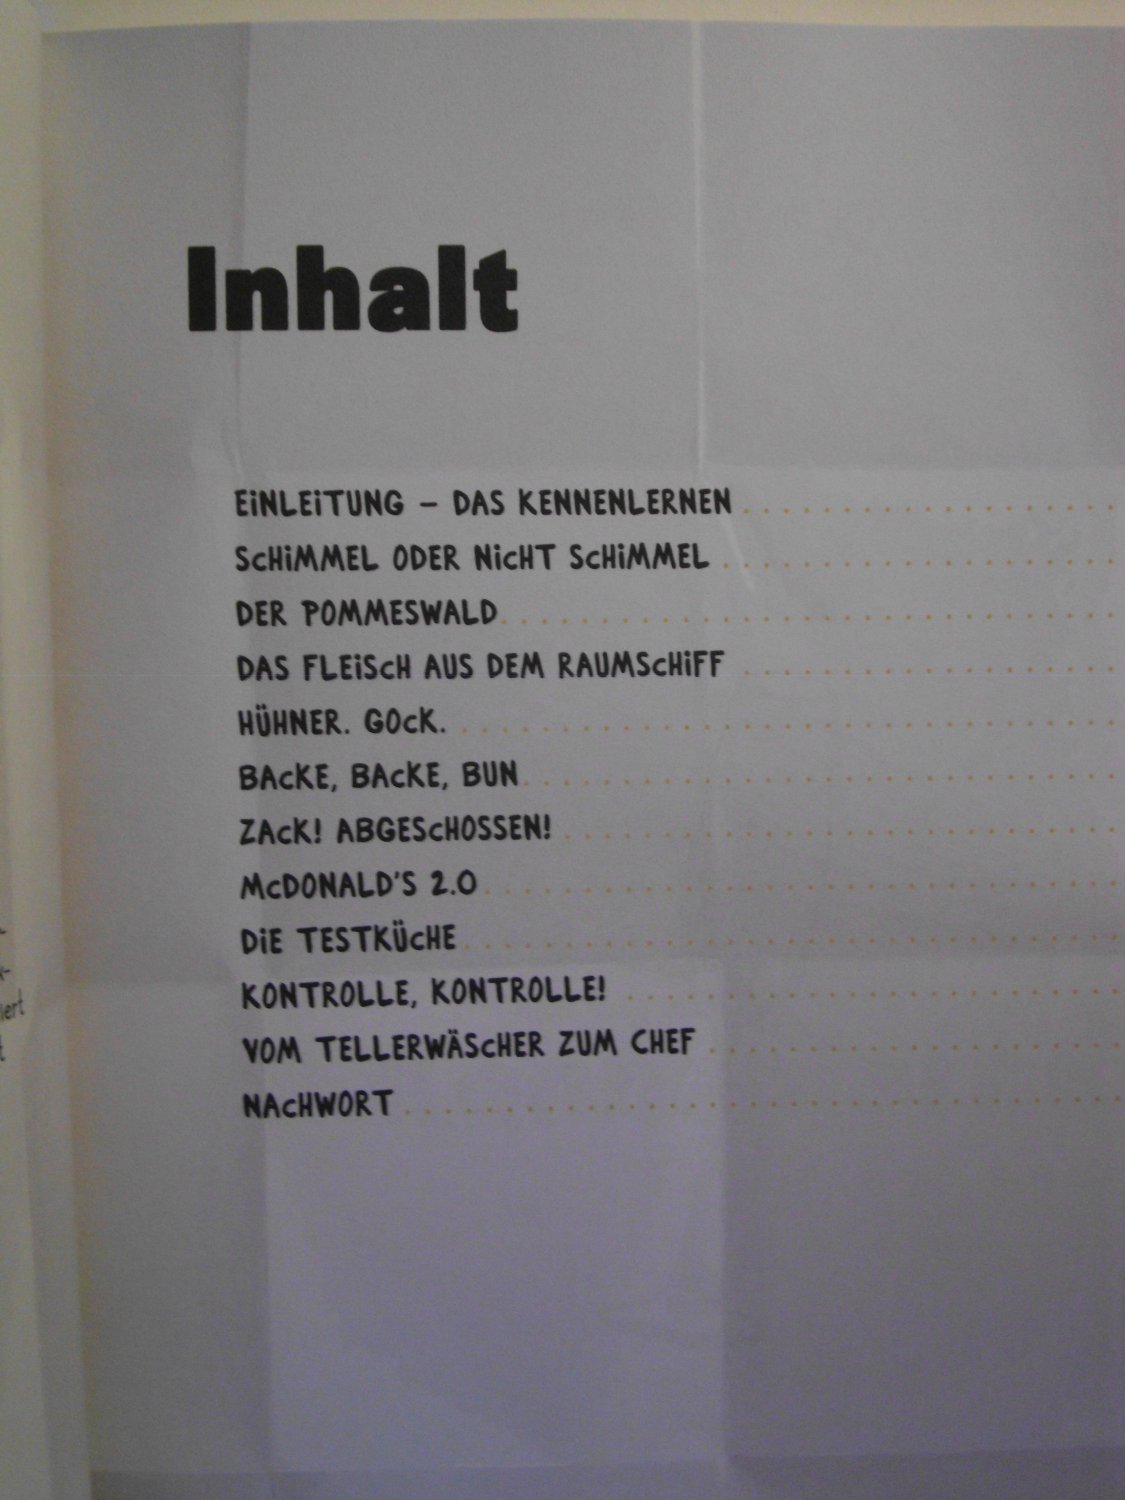 Inhalt
EiNLEiTUNG – DAS KENNENLERNEN
ScHiMMEL ODER NicHT ScHiMMEL
DER POMMESWALD
DAS FLEiScH AUS DEM RAUMScHiFF
HÜHNER. GOcK.
BAcKE, BAcKE, BUN
ZAcK! ABGEScHOSSEN!
McDONALD'S 2.0
DiE TESTKÜcHE
KONTROLLE, KONTROLLE!
VOM TELLERWÄScHER ZUM CHEF
NAcHWORT